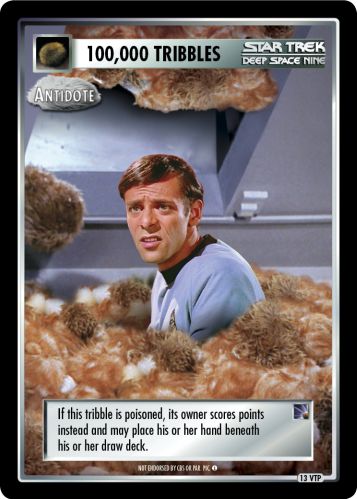 100,000 TRIBBLES
STAR TREK
DEEP SPACE NINE
ANTIDOTE
If this tribble is poisoned, its owner scores points
instead and may place his or her hand beneath
his or her draw deck.
NOT ENDORSED BY CBS OR PAR. PIC.
13 VTP